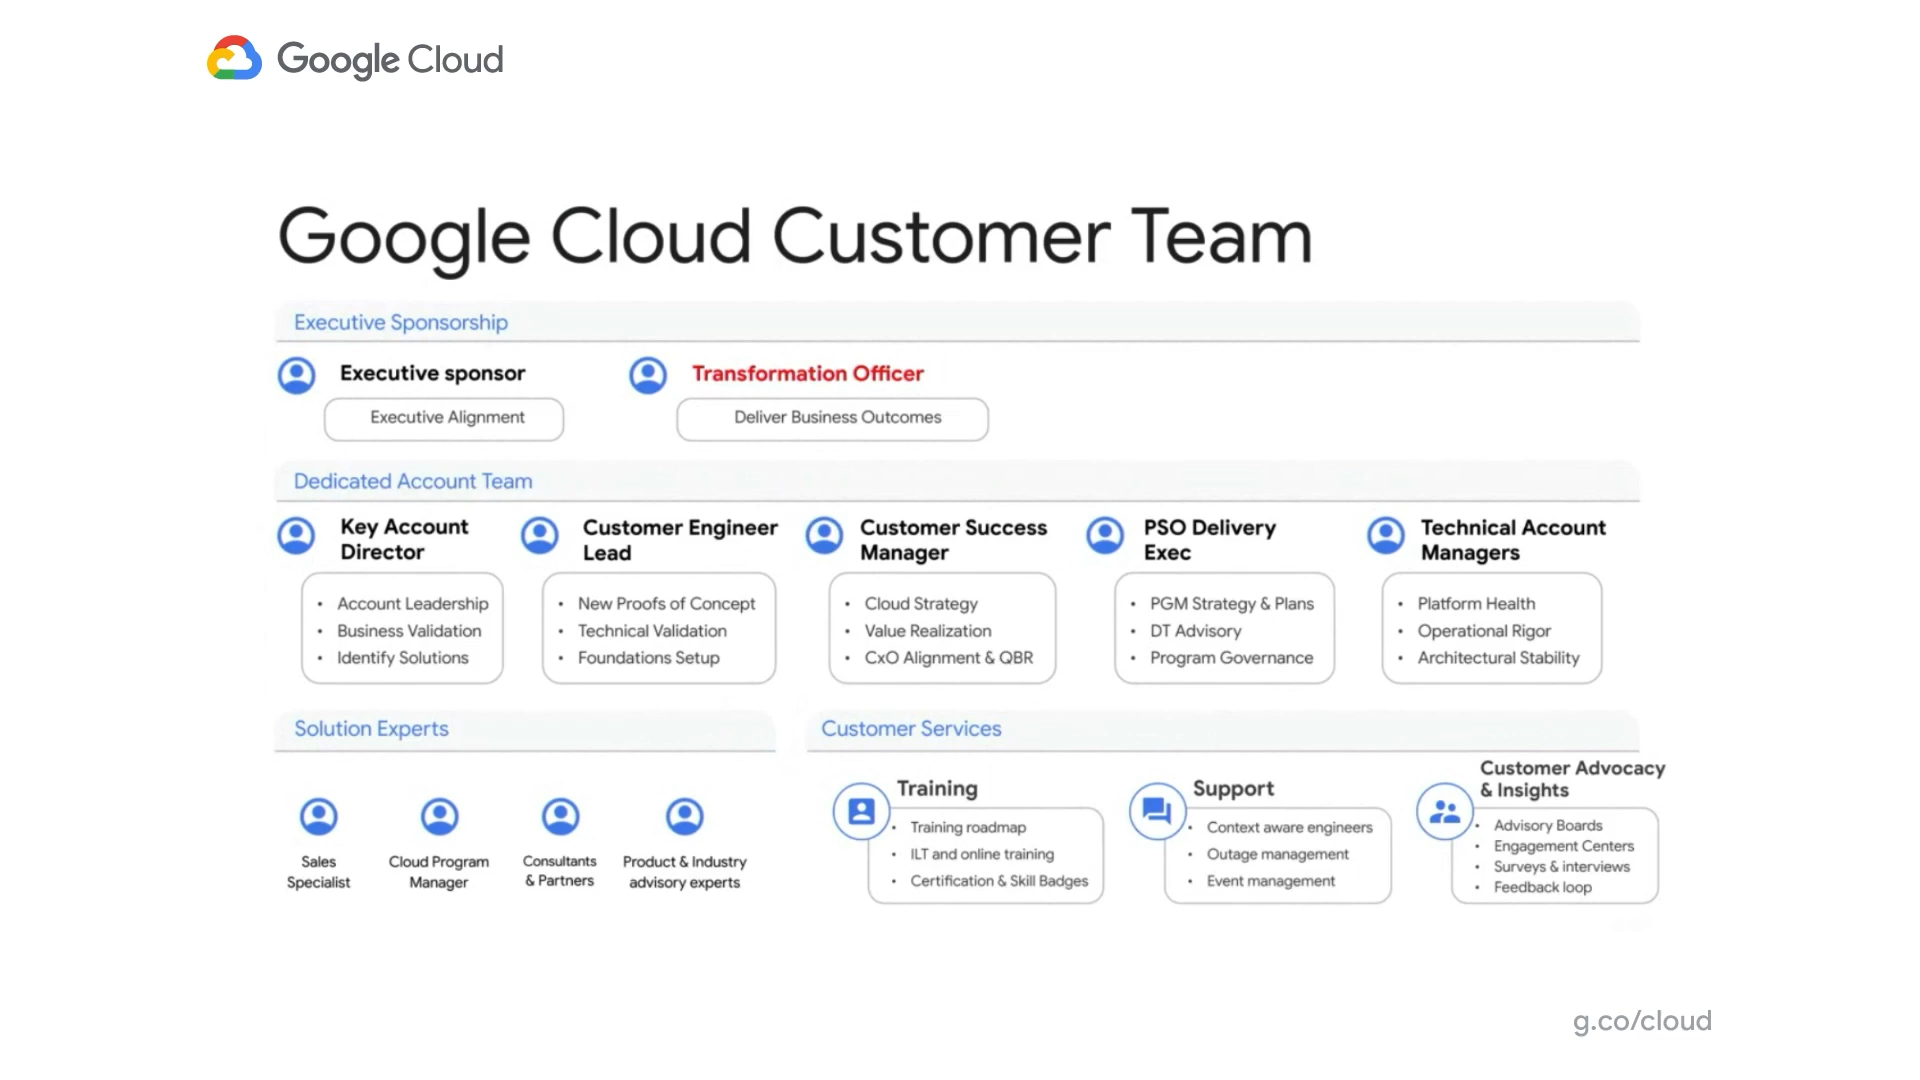 Google Cloud
Google Cloud Customer Team
Executive Sponsorship
Executive sponsor
Executive Alignment
Transformation Officer
Deliver Business Outcomes
Dedicated Account Team
Key Account
Director
• Account Leadership
• Business Validation
• Identify Solutions
Customer Engineer
Lead
• New Proofs of Concept
• Technical Validation
• Foundations Setup
Customer Success
Manager
• Cloud Strategy
• Value Realization
• CxO Alignment & QBR
PSO Delivery
Exec
• PGM Strategy & Plans
• DT Advisory
• Program Governance
Technical Account
Managers
• Platform Health
• Operational Rigor
• Architectural Stability
Solution Experts
Sales
Specialist
Cloud Program
Manager
Consultants
& Partners
Product & Industry
advisory experts
Customer Services
Training
• Training roadmap
• ILT and online training
• Certification & Skill Badges
Support
• Context aware engineers
• Outage management
• Event management
Customer Advocacy
& Insights
• Advisory Boards
• Engagement Centers
• Surveys & interviews
• Feedback loop
g.co/cloud